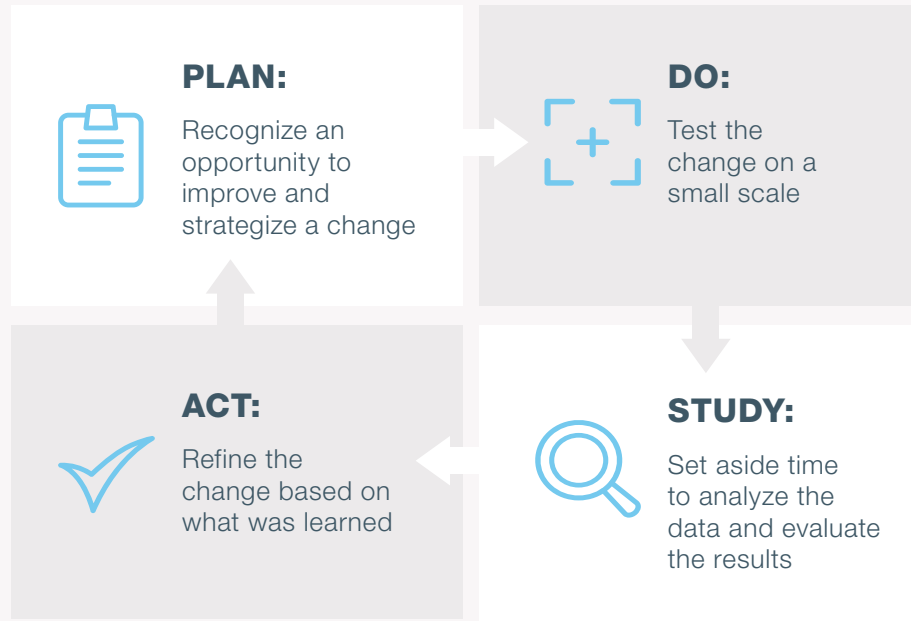 PLAN:
Recognize an
opportunity to
improve and
strategize a change
DO:
Test the
change on a
small scale
ACT:
Refine the
change based on
what was learned
STUDY:
Set aside time
to analyze the
data and evaluate
the results